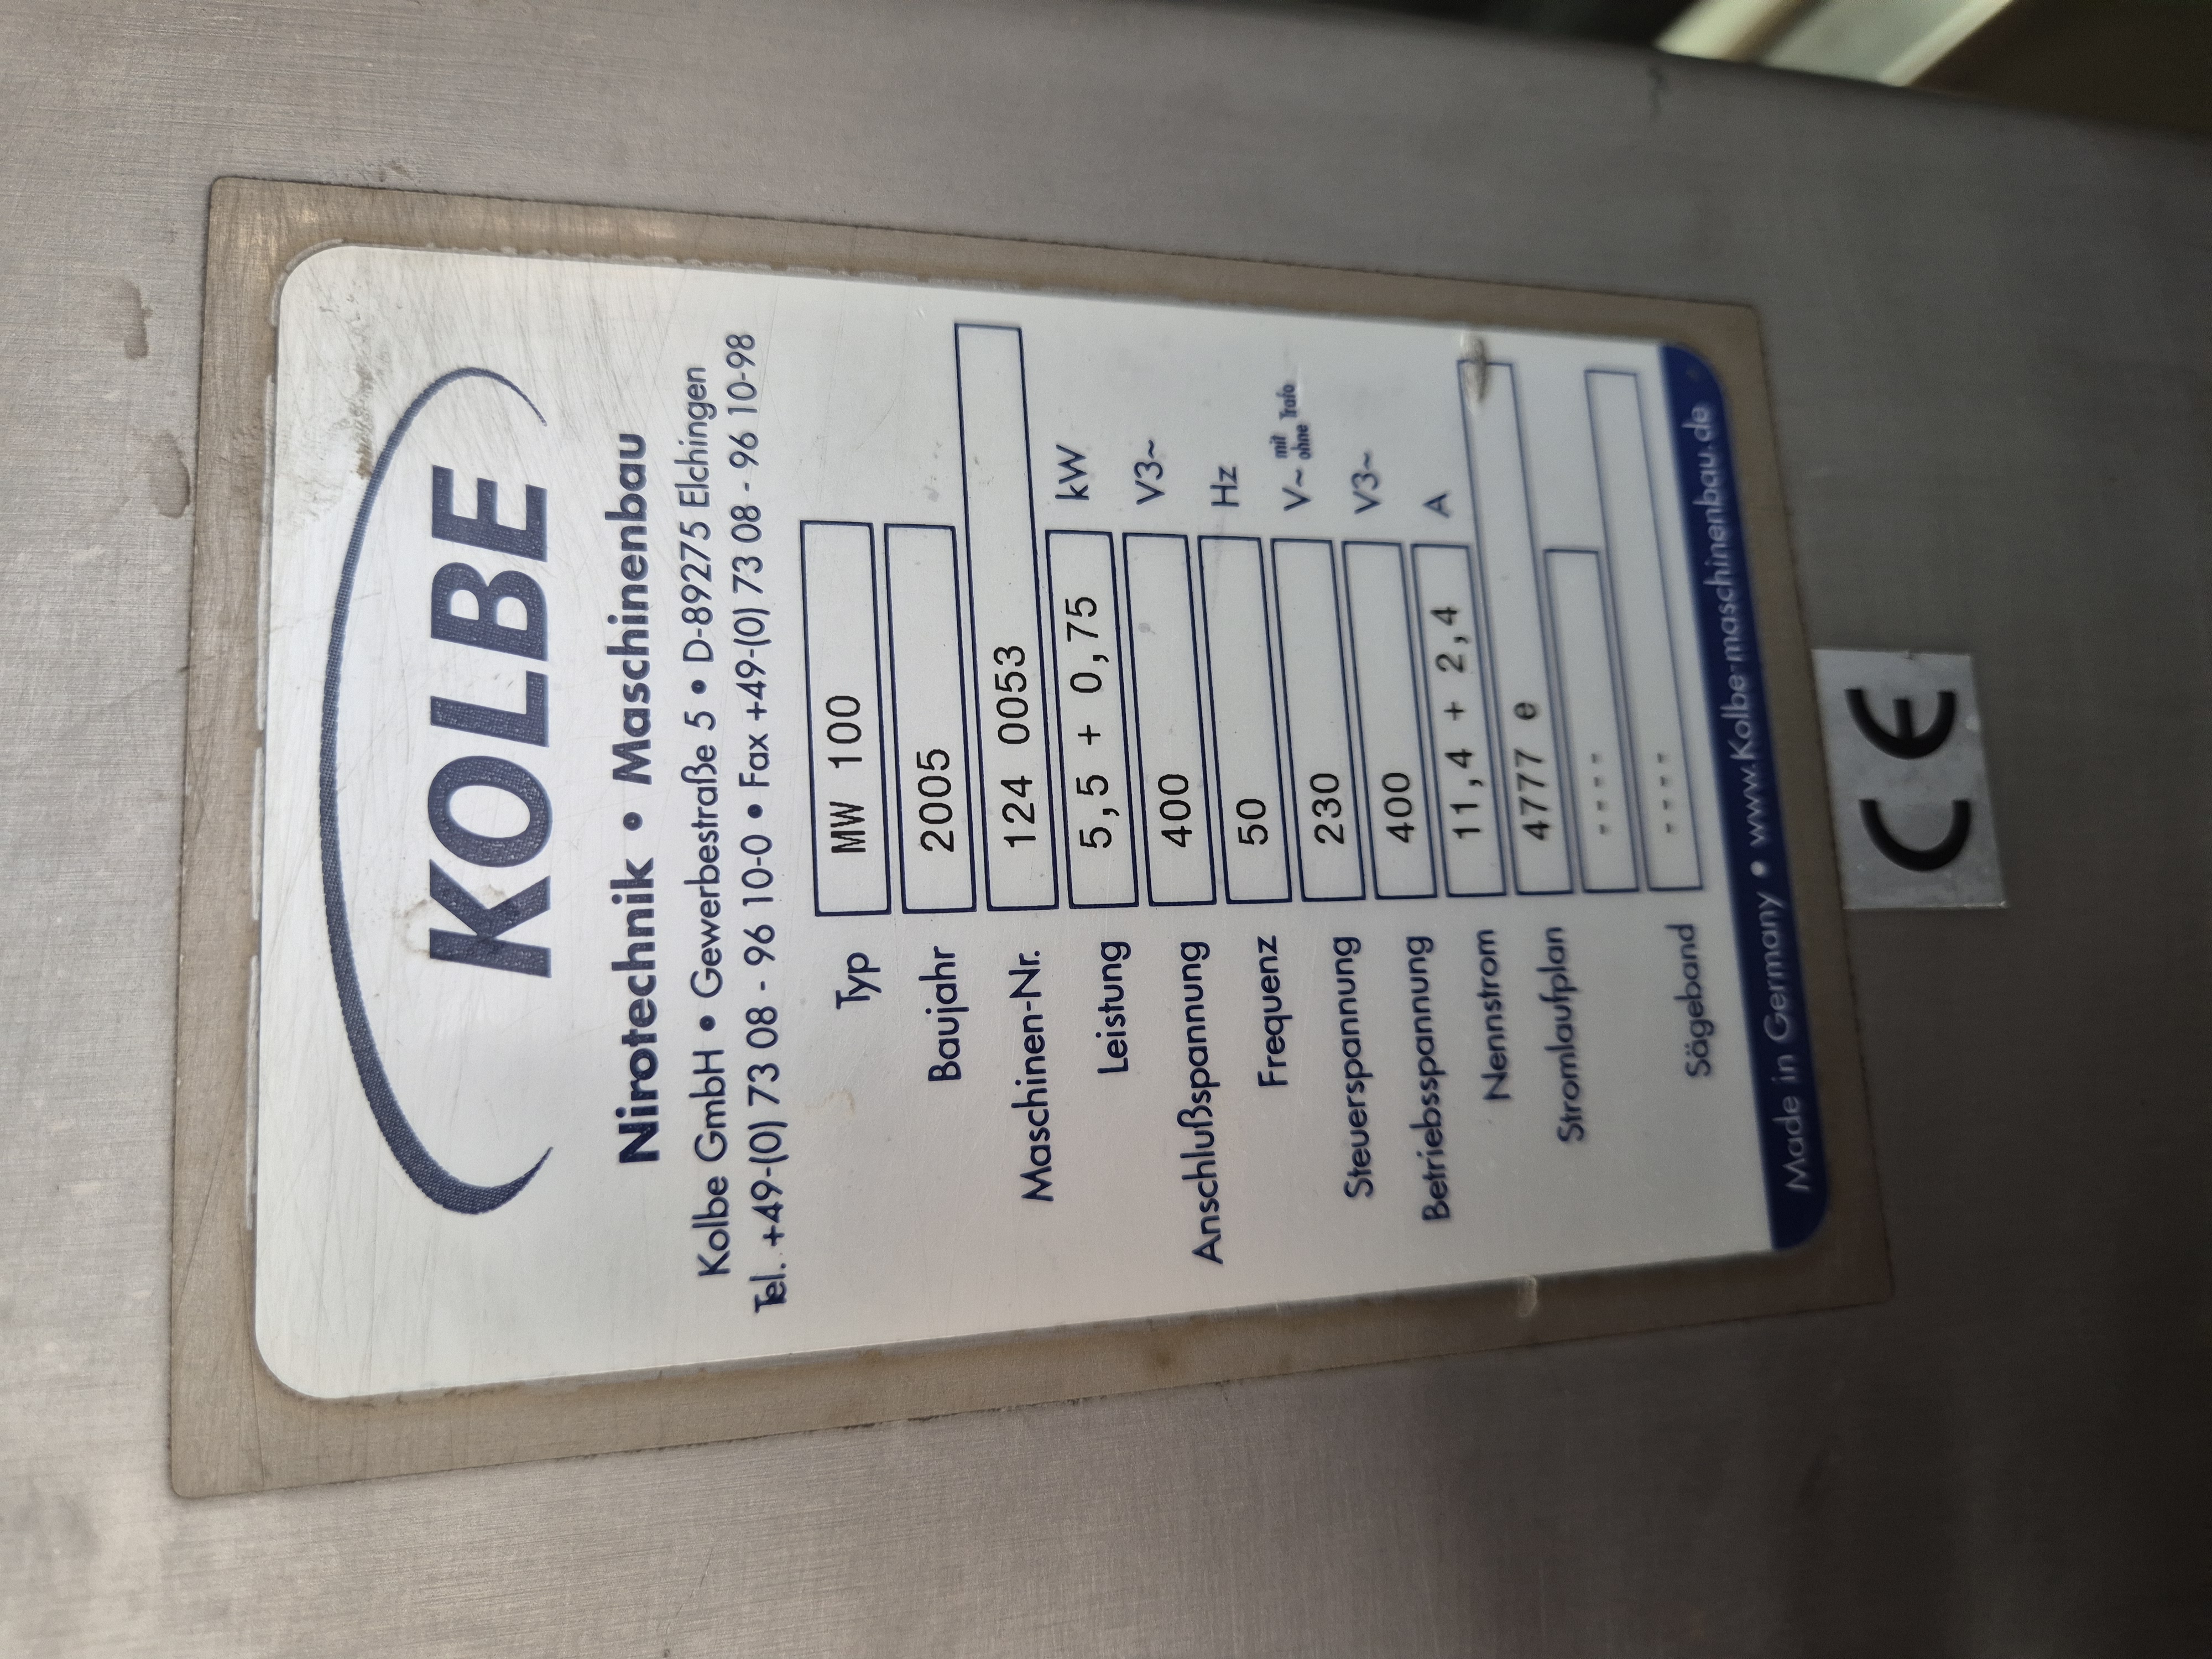 KOLBE
Nirotechnik • Maschinenbau
Kolbe GmbH • Gewerbestraße 5 • D-89275 Elchingen
Tel. +49-(0) 73 08 - 96 10-0 • Fax +49-(0) 73 08 - 96 10-98
Typ MW 100
Baujahr 2005
Maschinen-Nr. 124 0053
Leistung 5,5 + 0,75 kW
Anschlußspannung 400 V3~
Frequenz 50 Hz
Steuerspannung 230 V~ mit ohne Trafo
Betriebsspannung 400 V3~
Nennstrom 11,4 + 2,4 A
Stromlaufplan 4777 e
----
Sägeband ----
Made in Germany • www.Kolbe-maschinenbau.de
CE